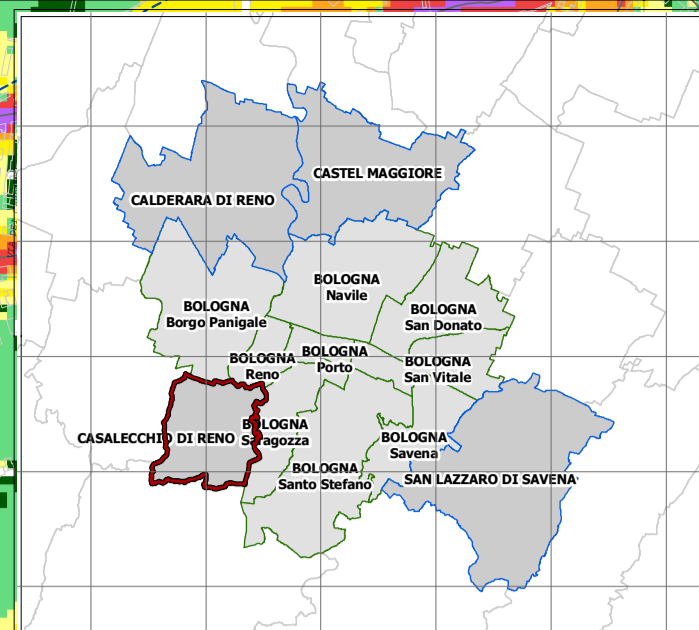 CASTEL MAGGIORE
CALDERARA DI RENO
BOLOGNA
Navile
BOLOGNA
Borgo Panigale
BOLOGNA
San Donato
BOLOGNA
Porto
BOLOGNA
Reno
BOLOGNA
San Vitale
BOLOGNA
Saragozza
CASALECCHIO DI RENO
BOLOGNA
Savena
BOLOGNA
Santo Stefano
SAN LAZZARO DI SAVENA